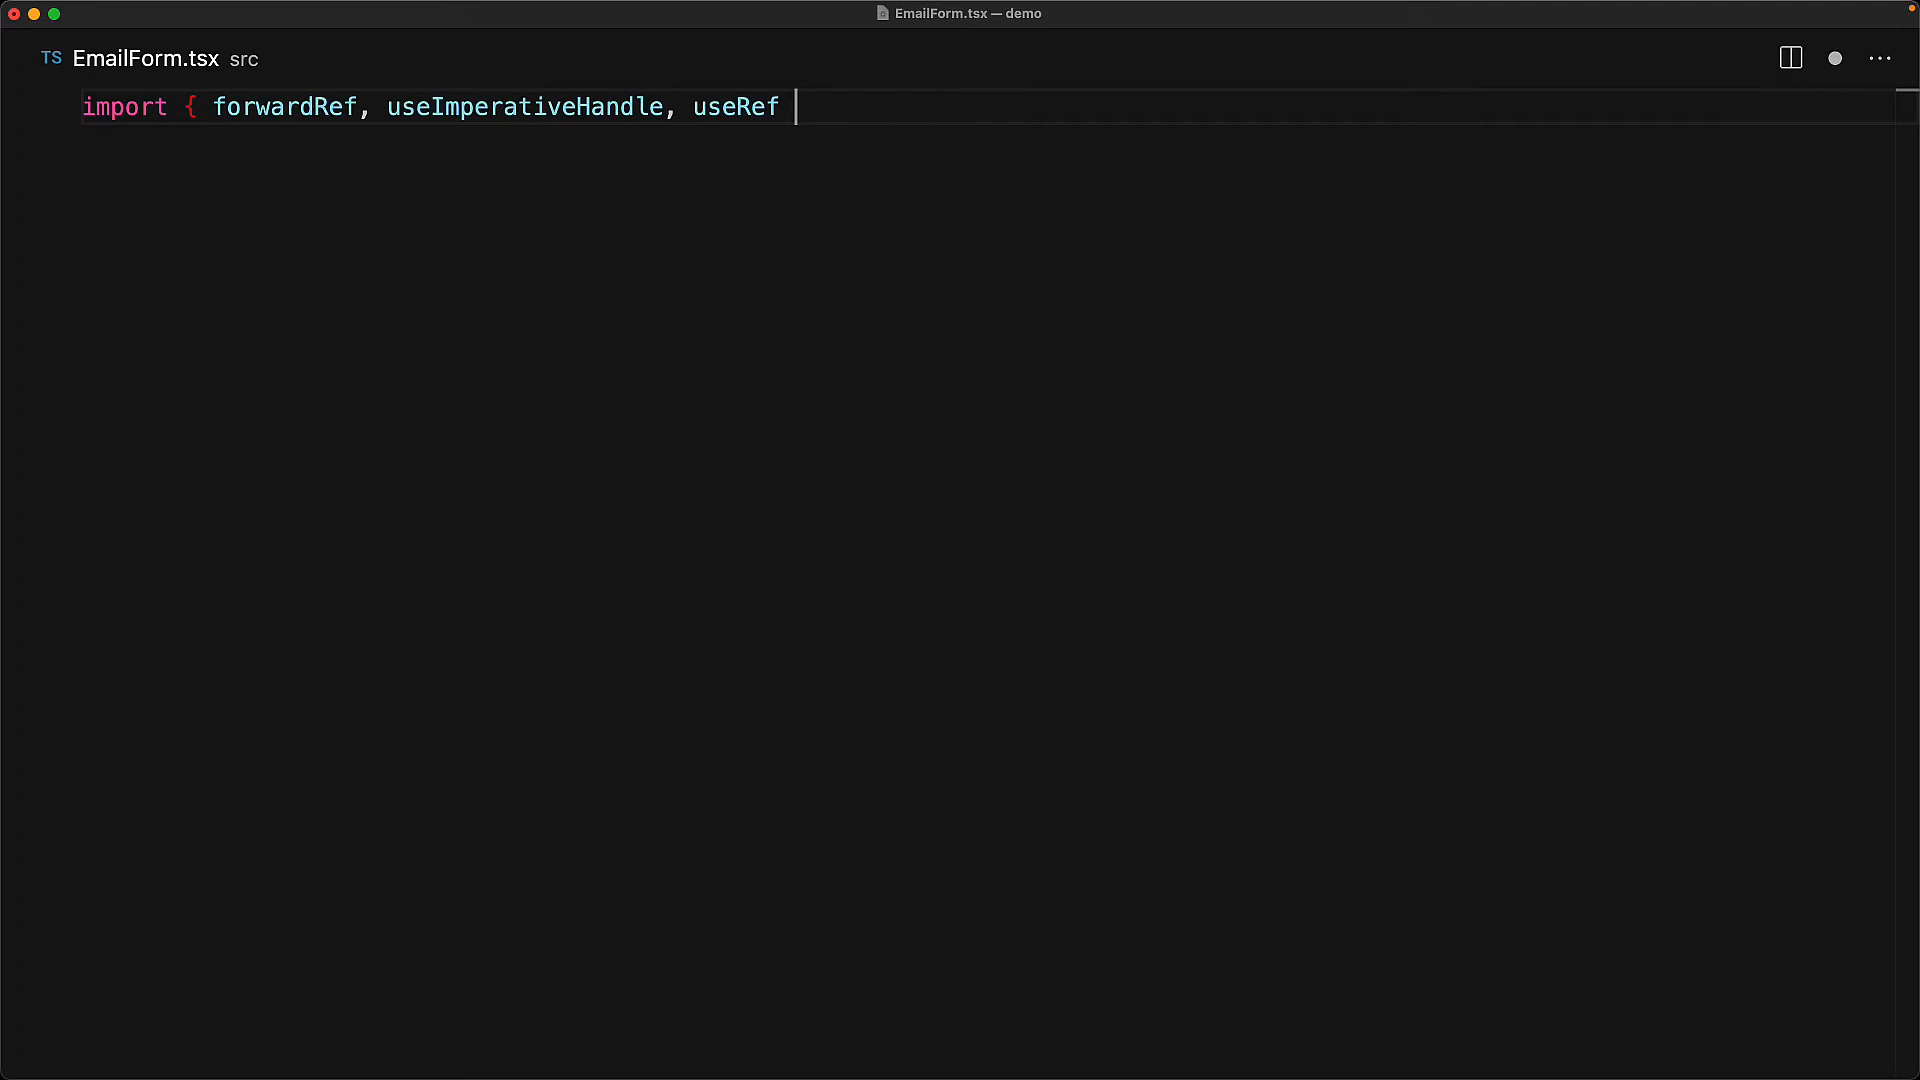 EmailForm.tsx — demo
TS EmailForm.tsx src
import { forwardRef, useImperativeHandle, useRef